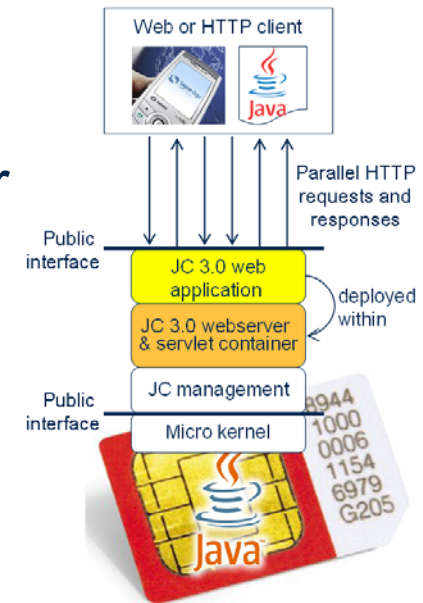 Web or HTTP client
Java
r
Parallel HTTP
requests and
responses
Public
interface
JC 3.0 web
application
deployed
within
JC 3.0 webserver
& servlet container
JC management
Public
interface
Micro kernel
8944
1000
0006
1154
6979
G205
Java